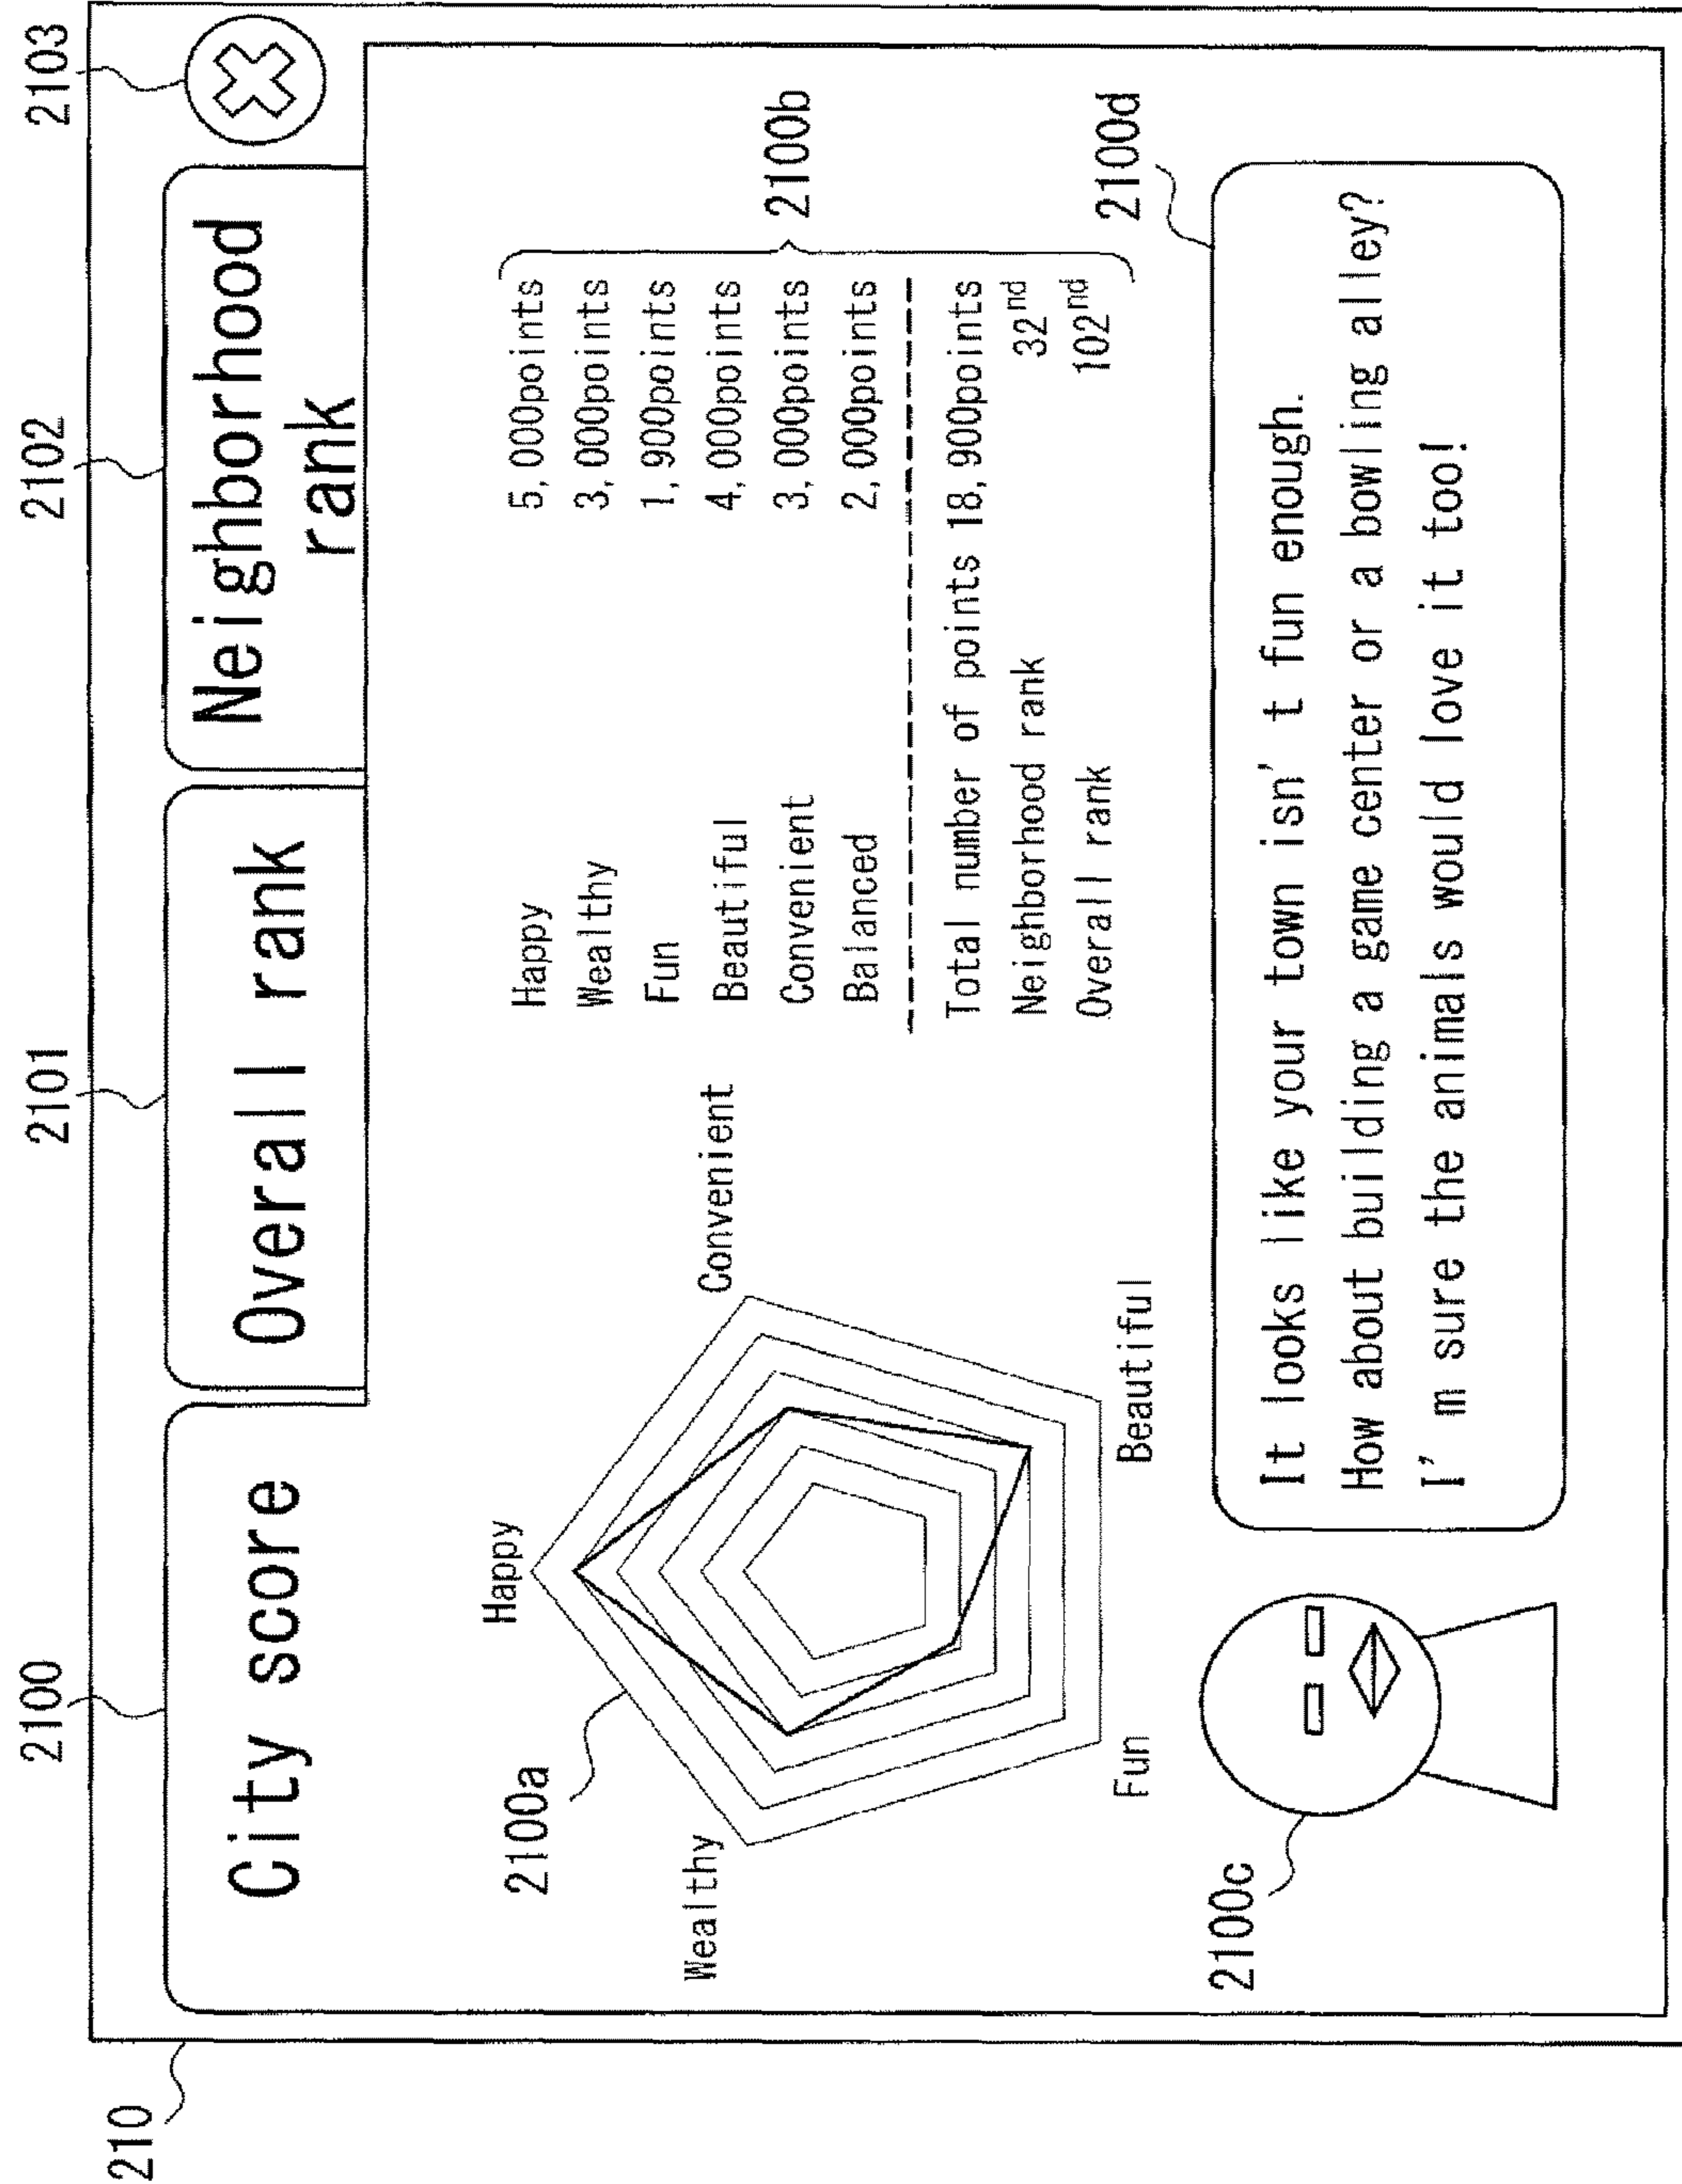 210
2100
2101
2102
2103
City score
Overall rank
Neighborhood
rank
2100a
Happy
Wealthy
Convenient
Fun
Beautiful
Happy 5,000points
Wealthy 3,000points
Fun 1,900points
Beautiful 4,000points
Convenient 3,000points
Balanced 2,000points
Total number of points 18,900points
Neighborhood rank 32nd
Overall rank 102nd
2100b
2100c
2100d
It looks like your town isn't fun enough.
How about building a game center or a bowling alley?
I'm sure the animals would love it too!